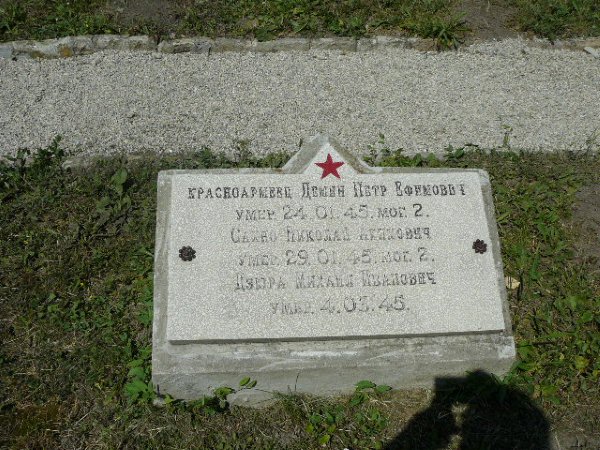 Красноармеец Демин Петр Ефимович
умер 24.01.45. мог. 2.
Николай
умер 29.01.45. мог. 2.
Михаил Иванович
умер 4.03.45.